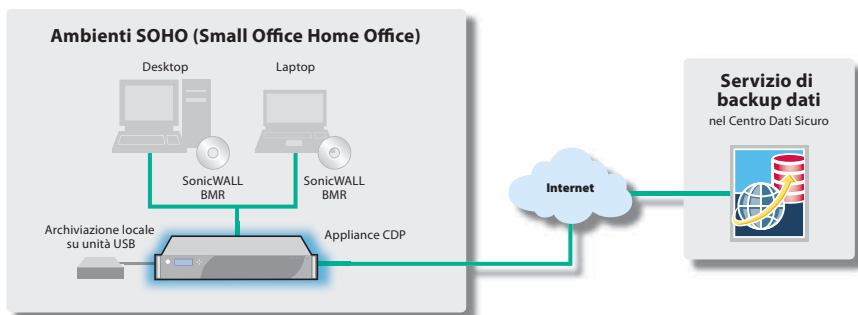 Ambienti SOHO (Small Office Home Office)
Desktop
Laptop
SonicWALL
BMR
SonicWALL
BMR
Archiviazione locale
su unità USB
Appliance CDP
Internet
Servizio di
backup dati
nel Centro Dati Sicuro